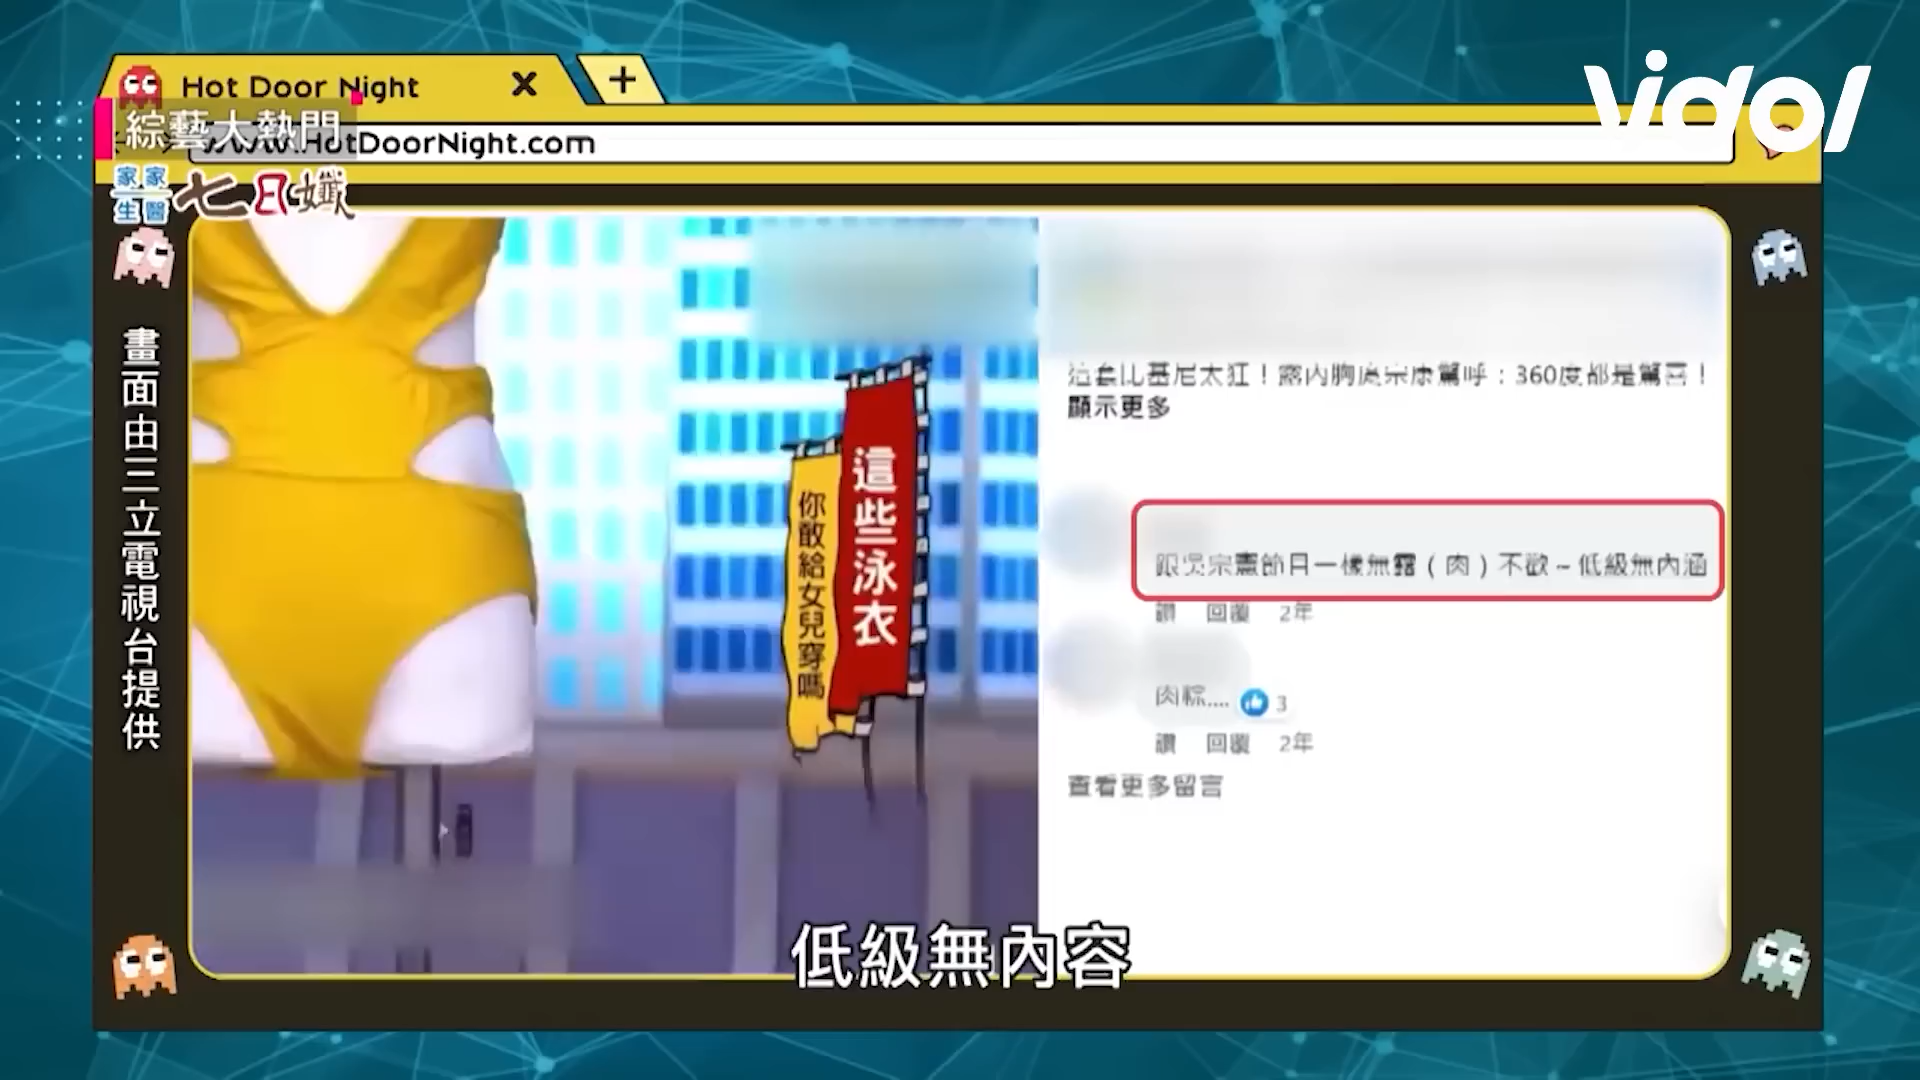 Hot Door Night
vidol
綜藝大熱門
www.HotDoorNight.com
家家
生醫
七日孅
畫面由三立電視台提供
這些泳衣
你敢給女兒穿嗎
這套比基尼太狂！露內胸處宗康驚呼：360度都是驚喜！
顯示更多
跟吳宗憲節目一樣無露（肉）不歡～低級無內涵
讚 回覆 2年
肉粽.... 3
讚 回覆 2年
查看更多留言
低級無內容